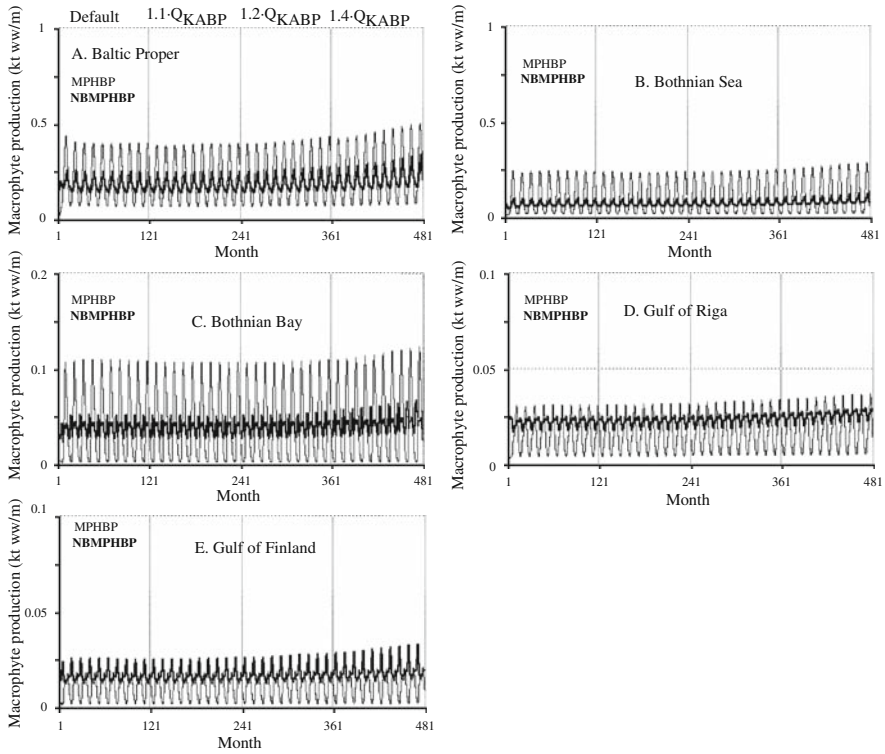 Default 1.1·QKABP 1.2·QKABP 1.4·QKABP
Macrophyte production (kt ww/m)
1
0.5
0
A. Baltic Proper
MPHBP
NBMPHBP
1 121 241 361 481
Month
Macrophyte production (kt ww/m)
1
0.5
0
MPHBP
NBMPHBP
B. Bothnian Sea
1 121 241 361 481
Month
Macrophyte production (kt ww/m)
0.2
0.1
0
MPHBP
NBMPHBP
C. Bothnian Bay
1 121 241 361 481
Month
Macrophyte production (kt ww/m)
0.1
0.05
0
MPHBP
NBMPHBP
D. Gulf of Riga
1 121 241 361 481
Month
Macrophyte production (kt ww/m)
0.1
0.05
0
MPHBP
NBMPHBP
E. Gulf of Finland
1 121 241 361 481
Month